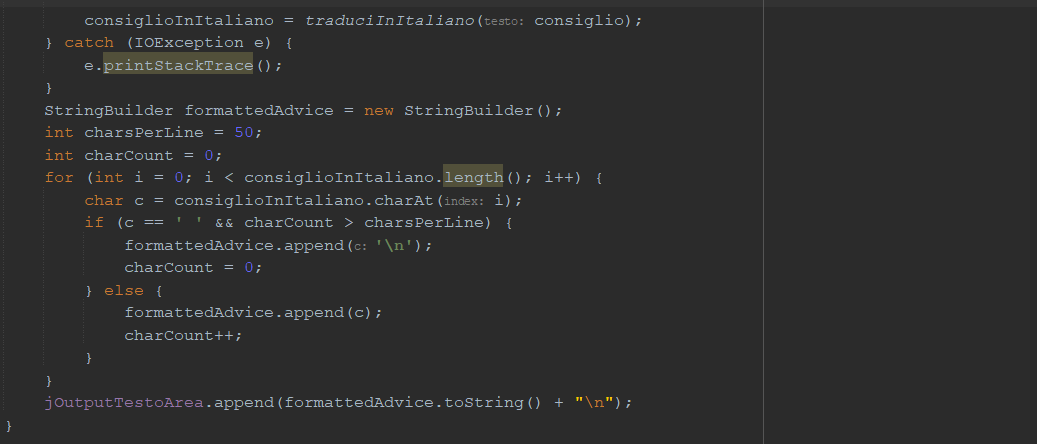 consiglioInItaliano = traduciInItaliano(testo: consiglio);
} catch (IOException e) {
e.printStackTrace();
}
StringBuilder formattedAdvice = new StringBuilder();
int charsPerLine = 50;
int charCount = 0;
for (int i = 0; i < consiglioInItaliano.length(); i++) {
char c = consiglioInItaliano.charAt(index: i);
if (c == ' ' && charCount > charsPerLine) {
formattedAdvice.append(c: '\n');
charCount = 0;
} else {
formattedAdvice.append(c);
charCount++;
}
}
jOutputTestoArea.append(formattedAdvice.toString() + "\n");
}